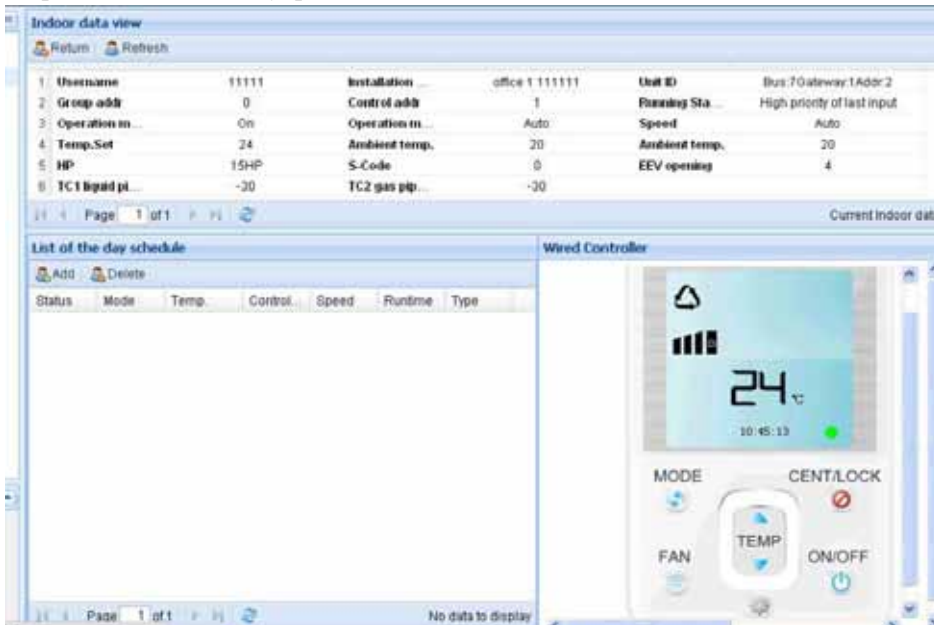 Indoor data view
Return Refresh
1 Username 11111 Installation ... office 1 111111 Unit ID Bus:7Gateway:1Addr:2
2 Group addr 0 Control addr 1 Running Sta... High priority of last input
3 Operation m... On Operation m... Auto Speed Auto
4 Temp.Set 24 Ambient temp. 20 Ambient temp. 20
5 HP 15HP S-Code 0 EEV opening 4
6 TC1 liquid pi... -30 TC2 gas pip... -30
Page 1 of 1 Current Indoor dat
List of the day schedule
Add Delete
Status Mode Temp. Control... Speed Runtime Type
No data to display
Page 1 of 1
Wired Controller
24 °C
10:45:13
MODE CENT/LOCK
TEMP
FAN ON/OFF